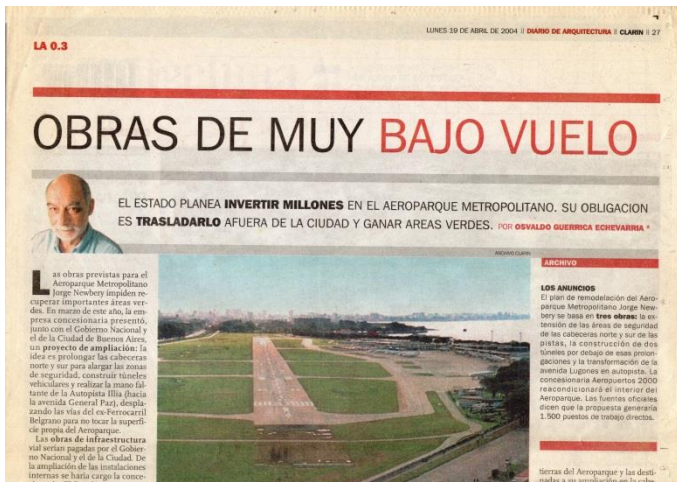 LUNES 19 DE ABRIL DE 2004 || DIARIO DE ARQUITECTURA || CLARIN || 27
LA 0.3
OBRAS DE MUY BAJO VUELO
EL ESTADO PLANEA INVERTIR MILLONES EN EL AEROPARQUE METROPOLITANO. SU OBLIGACION
ES TRASLADARLO AFUERA DE LA CIUDAD Y GANAR AREAS VERDES. POR OSVALDO GUERRICA ECHEVARRIA *
ARCHIVO CLARIN
Las obras previstas para el
Aeroparque Metropolitano
Jorge Newbery impiden re-
cuperar importantes áreas ver-
des. En marzo de este año, la em-
presa concesionaria presentó,
junto con el Gobierno Nacional y
el de la Ciudad de Buenos Aires,
un proyecto de ampliación: la
idea es prolongar las cabeceras
norte y sur para alargar las zonas
de seguridad, construir túneles
vehiculares y realizar la mano fal-
tante de la Autopista Illia (hacia
la avenida General Paz), despla-
zando las vías del ex-Ferrocarril
Belgrano para no tocar la superfi-
cie propia del Aeroparque.
Las obras de infraestructura
vial serían pagadas por el Gobier-
no Nacional y el de la Ciudad. De
la ampliación de las instalaciones
internas se haría cargo la conce-
ARCHIVO
LOS ANUNCIOS
El plan de remodelación del Aero-
parque Metropolitano Jorge New-
bery se basa en tres obras: la ex-
tensión de las áreas de seguridad
de las cabeceras norte y sur de las
pistas, la construcción de dos
túneles por debajo de esas prolon-
gaciones y la transformación de la
avenida Lugones en autopista. La
concesionaria Aeropuertos 2000
reacondicionará el interior del
Aeroparque. Las fuentes oficiales
dicen que la propuesta generaría
1.500 puestos de trabajo directos.
tierras del Aeroparque y las desti-
nadas a su ampliación en la cabe-